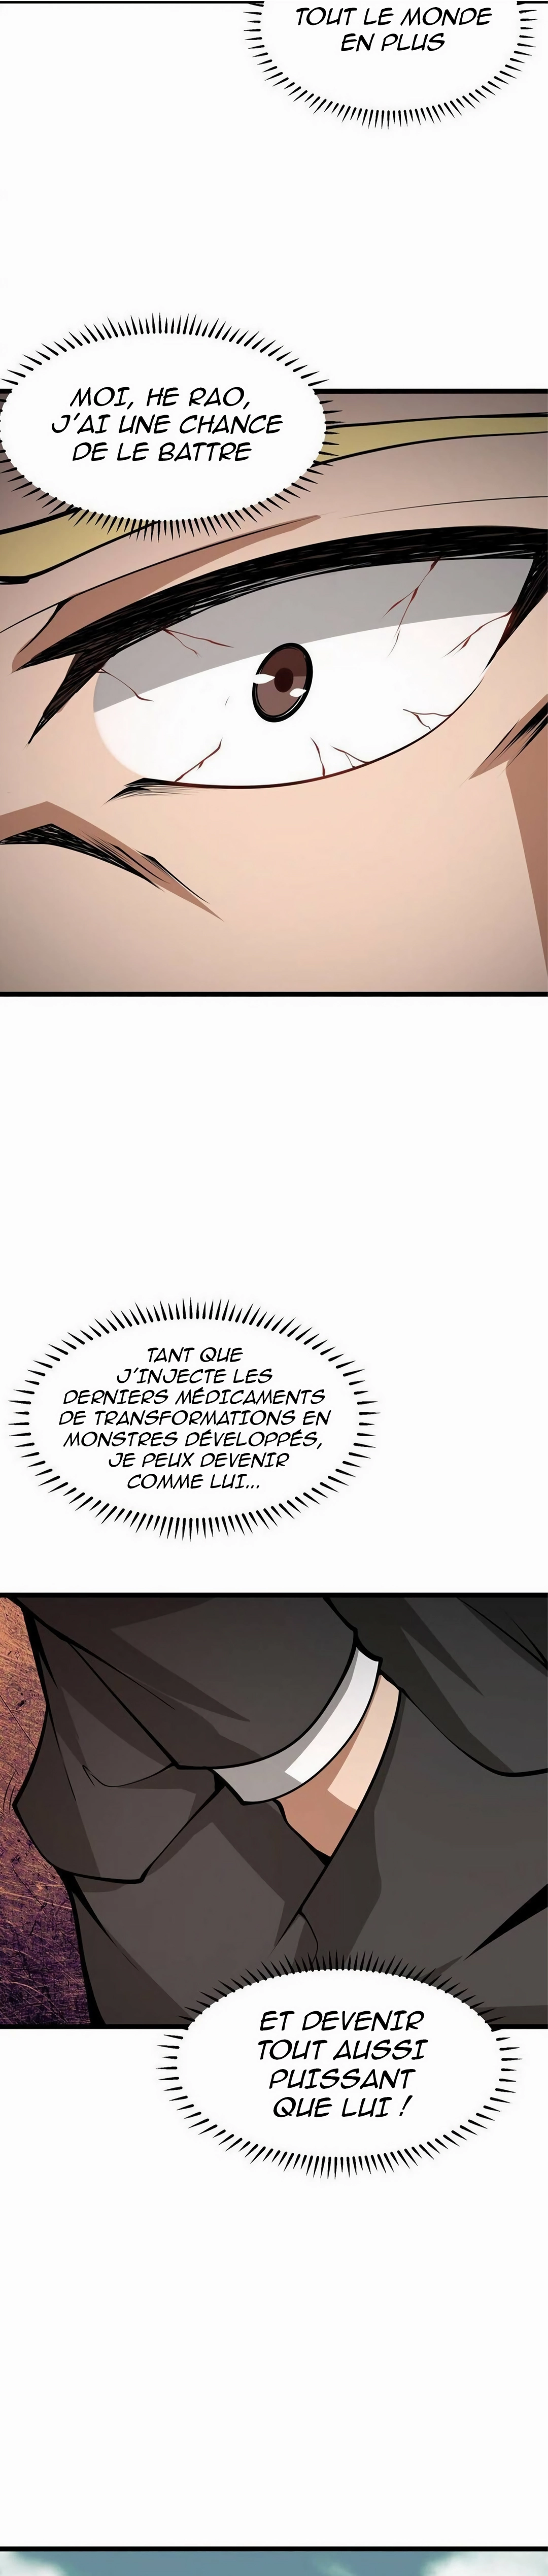 TOUT LE MONDE
EN PLUS
MOI, HE RAO,
J'AI UNE CHANCE
DE LE BATTRE
TANT QUE
J'INJECTE LES
DERNIERS MÉDICAMENTS
DE TRANSFORMATIONS EN
MONSTRES DÉVELOPPÉS,
JE PEUX DEVENIR
COMME LUI...
ET DEVENIR
TOUT AUSSI
PUISSANT
QUE LUI !